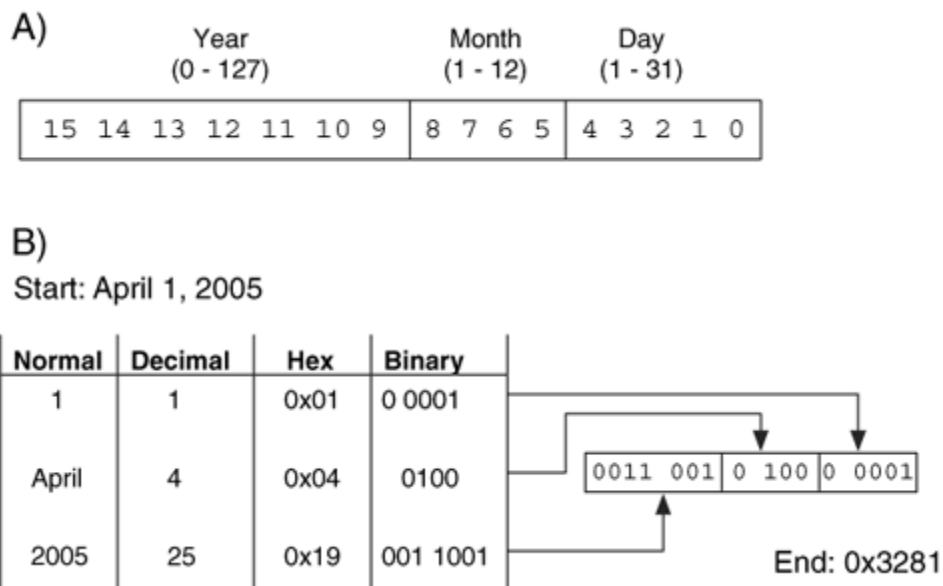 A)
Year Month Day
(0 - 127) (1 - 12) (1 - 31)
15 14 13 12 11 10 9 8 7 6 5 4 3 2 1 0
B)
Start: April 1, 2005
Normal Decimal Hex Binary
1 1 0x01 0 0001
April 4 0x04 0100
0011 001 0 100 0 0001
2005 25 0x19 001 1001
End: 0x3281